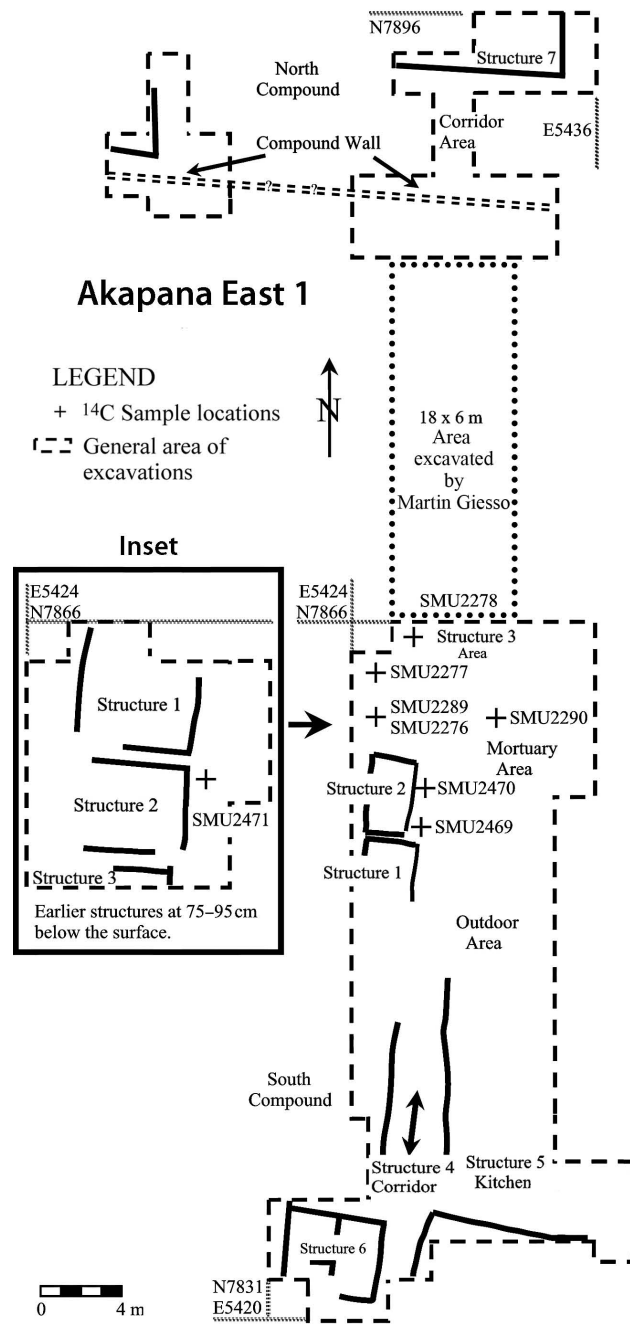 N7896
Structure 7
North
Compound
Corridor
Area
E5436
Compound Wall
?
?
Akapana East 1
LEGEND
+ ¹⁴C Sample locations
General area of
excavations
N
18 x 6 m
Area
excavated
by
Martin Giesso
Inset
E5424
N7866
Structure 1
Structure 2
SMU2471
Structure 3
Earlier structures at 75–95 cm
below the surface.
E5424
N7866
SMU2278
Structure 3
Area
SMU2277
SMU2289
SMU2276
SMU2290
Mortuary
Area
Structure 2
SMU2470
SMU2469
Structure 1
Outdoor
Area
South
Compound
Structure 4
Corridor
Structure 5
Kitchen
Structure 6
N7831
E5420
0 4 m